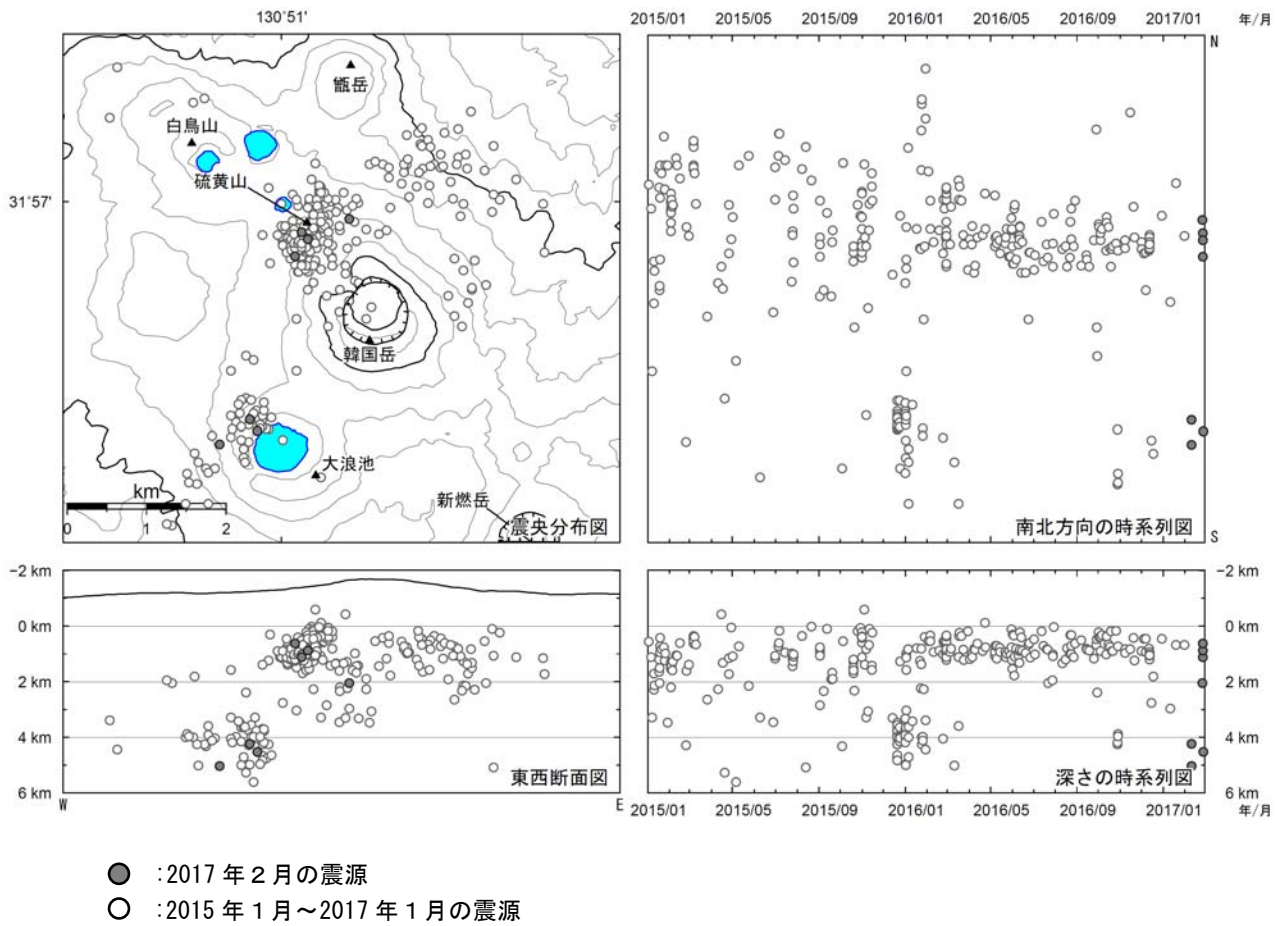 130°51'
2015/01 2015/05 2015/09 2016/01 2016/05 2016/09 2017/01 年/月
甑岳
白鳥山
硫黄山
31°57'
韓国岳
大浪池
新燃岳
km
0 1 2
震央分布図
N
S
南北方向の時系列図
-2 km
0 km
2 km
4 km
6 km
W
E
東西断面図
-2 km
0 km
2 km
4 km
6 km
深さの時系列図
2015/01 2015/05 2015/09 2016/01 2016/05 2016/09 2017/01 年/月
:2017 年２月の震源
:2015 年１月～2017 年１月の震源